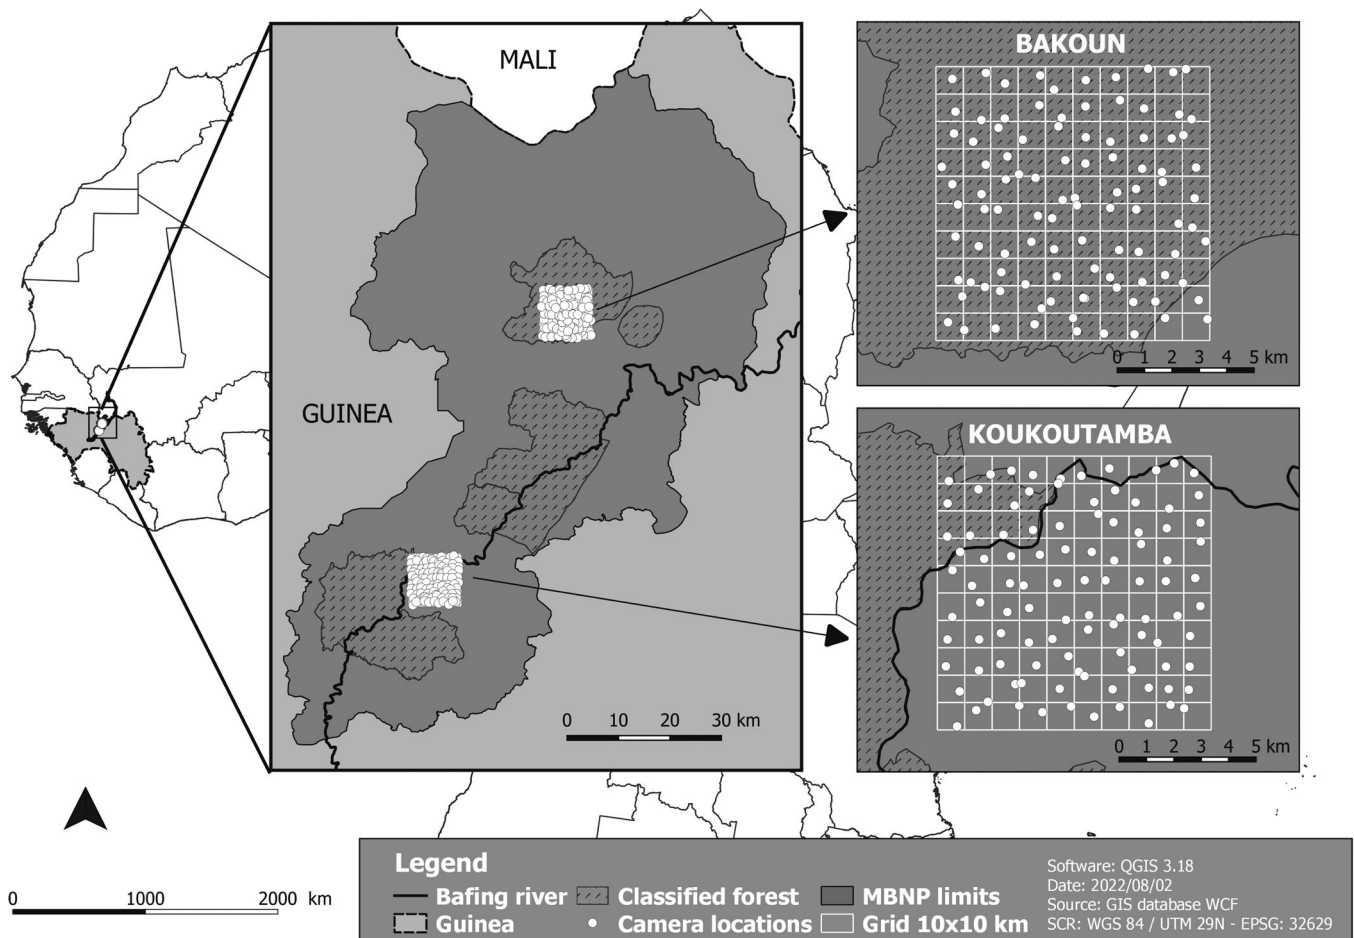 MALI
GUINEA
0 10 20 30 km
BAKOUN
0 1 2 3 4 5 km
KOUKOUTAMBA
0 1 2 3 4 5 km
0 1000 2000 km
Legend
Bafing river
Classified forest
MBNP limits
Guinea
Camera locations
Grid 10x10 km
Software: QGIS 3.18
Date: 2022/08/02
Source: GIS database WCF
SCR: WGS 84 / UTM 29N - EPSG: 32629